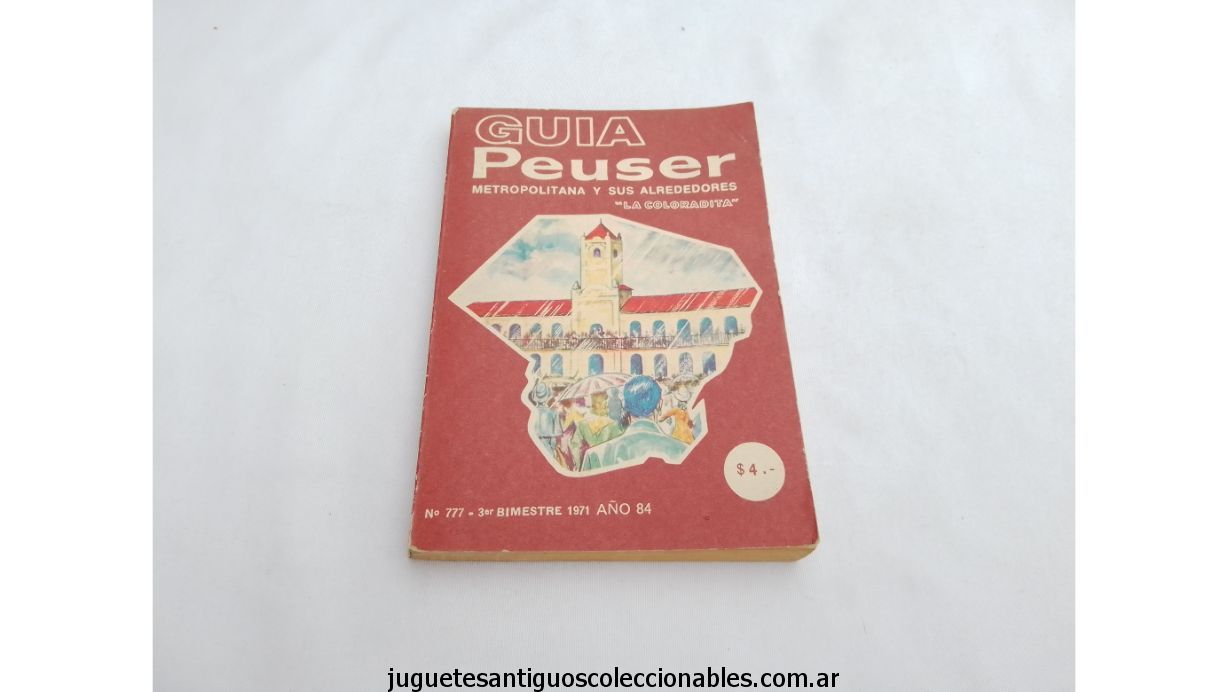 GUIA
Peuser
METROPOLITANA Y SUS ALREDEDORES
"LA COLORADITA"
$4.-
Nº 777 - 3er BIMESTRE 1971 AÑO 84
juguetesantiguoscoleccionables.com.ar